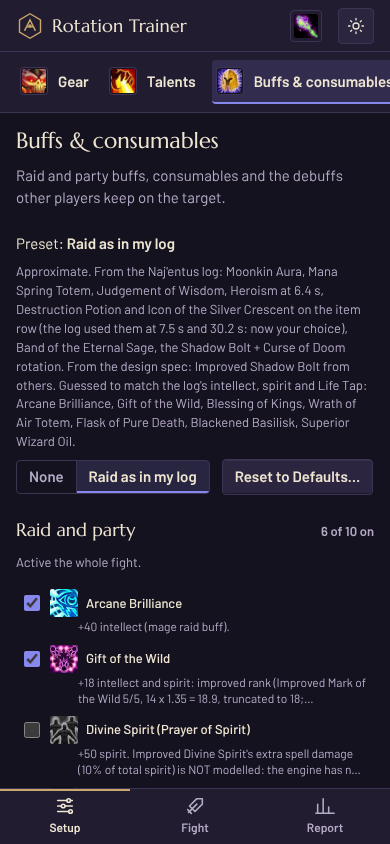 Rotation Trainer
Gear
Talents
Buffs & consumables
Buffs & consumables
Raid and party buffs, consumables and the debuffs
other players keep on the target.
Preset: Raid as in my log
Approximate. From the Naj'entus log: Moonkin Aura, Mana
Spring Totem, Judgement of Wisdom, Heroism at 6.4 s,
Destruction Potion and Icon of the Silver Crescent on the item
row (the log used them at 7.5 s and 30.2 s: now your choice),
Band of the Eternal Sage, the Shadow Bolt + Curse of Doom
rotation. From the design spec: Improved Shadow Bolt from
others. Guessed to match the log's intellect, spirit and Life Tap:
Arcane Brilliance, Gift of the Wild, Blessing of Kings, Wrath of
Air Totem, Flask of Pure Death, Blackened Basilisk, Superior
Wizard Oil.
None
Raid as in my log
Reset to Defaults...
Raid and party
6 of 10 on
Active the whole fight.
Arcane Brilliance
+40 intellect (mage raid buff).
Gift of the Wild
+18 intellect and spirit: improved rank (Improved Mark of
the Wild 5/5, 14 x 1.35 = 18.9, truncated to 18;...
Divine Spirit (Prayer of Spirit)
+50 spirit. Improved Divine Spirit's extra spell damage
(10% of total spirit) is NOT modelled: the engine has n...
Setup
Fight
Report